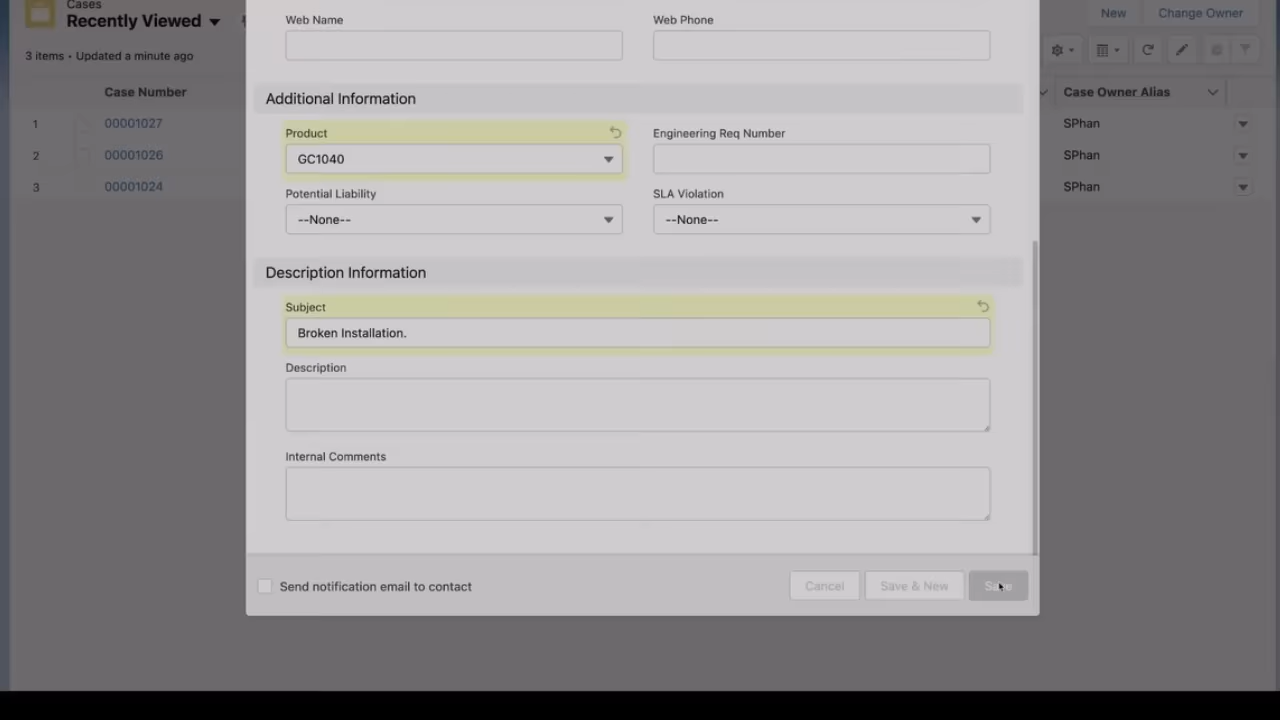 Cases
Recently Viewed
New
Change Owner
3 items • Updated a minute ago
Case Number
Case Owner Alias
1
00001027
SPhan
2
00001026
SPhan
3
00001024
SPhan
Web Name
Web Phone
Additional Information
Product
Engineering Req Number
GC1040
Potential Liability
SLA Violation
--None--
--None--
Description Information
Subject
Broken Installation.
Description
Internal Comments
Send notification email to contact
Cancel
Save & New
Save